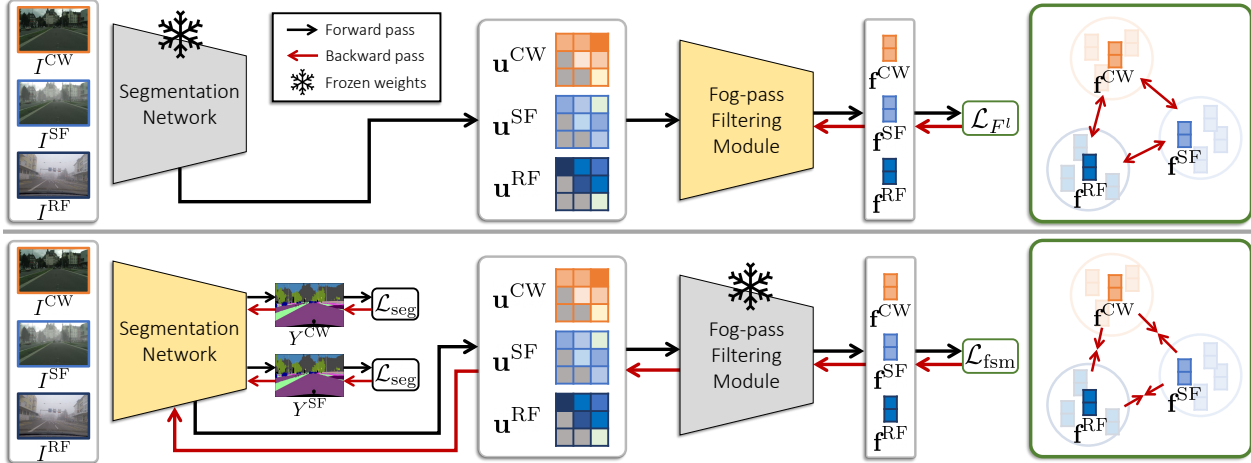 I^CW
I^SF
I^RF
Segmentation
Network
Forward pass
Backward pass
Frozen weights
u^CW
u^SF
u^RF
Fog-pass
Filtering
Module
f^CW
f^SF
f^RF
ℒ_{F^l}
f^CW
f^SF
f^RF
I^CW
I^SF
I^RF
Segmentation
Network
Y^CW
ℒ_seg
Y^SF
ℒ_seg
u^CW
u^SF
u^RF
Fog-pass
Filtering
Module
f^CW
f^SF
f^RF
ℒ_fsm
f^CW
f^SF
f^RF